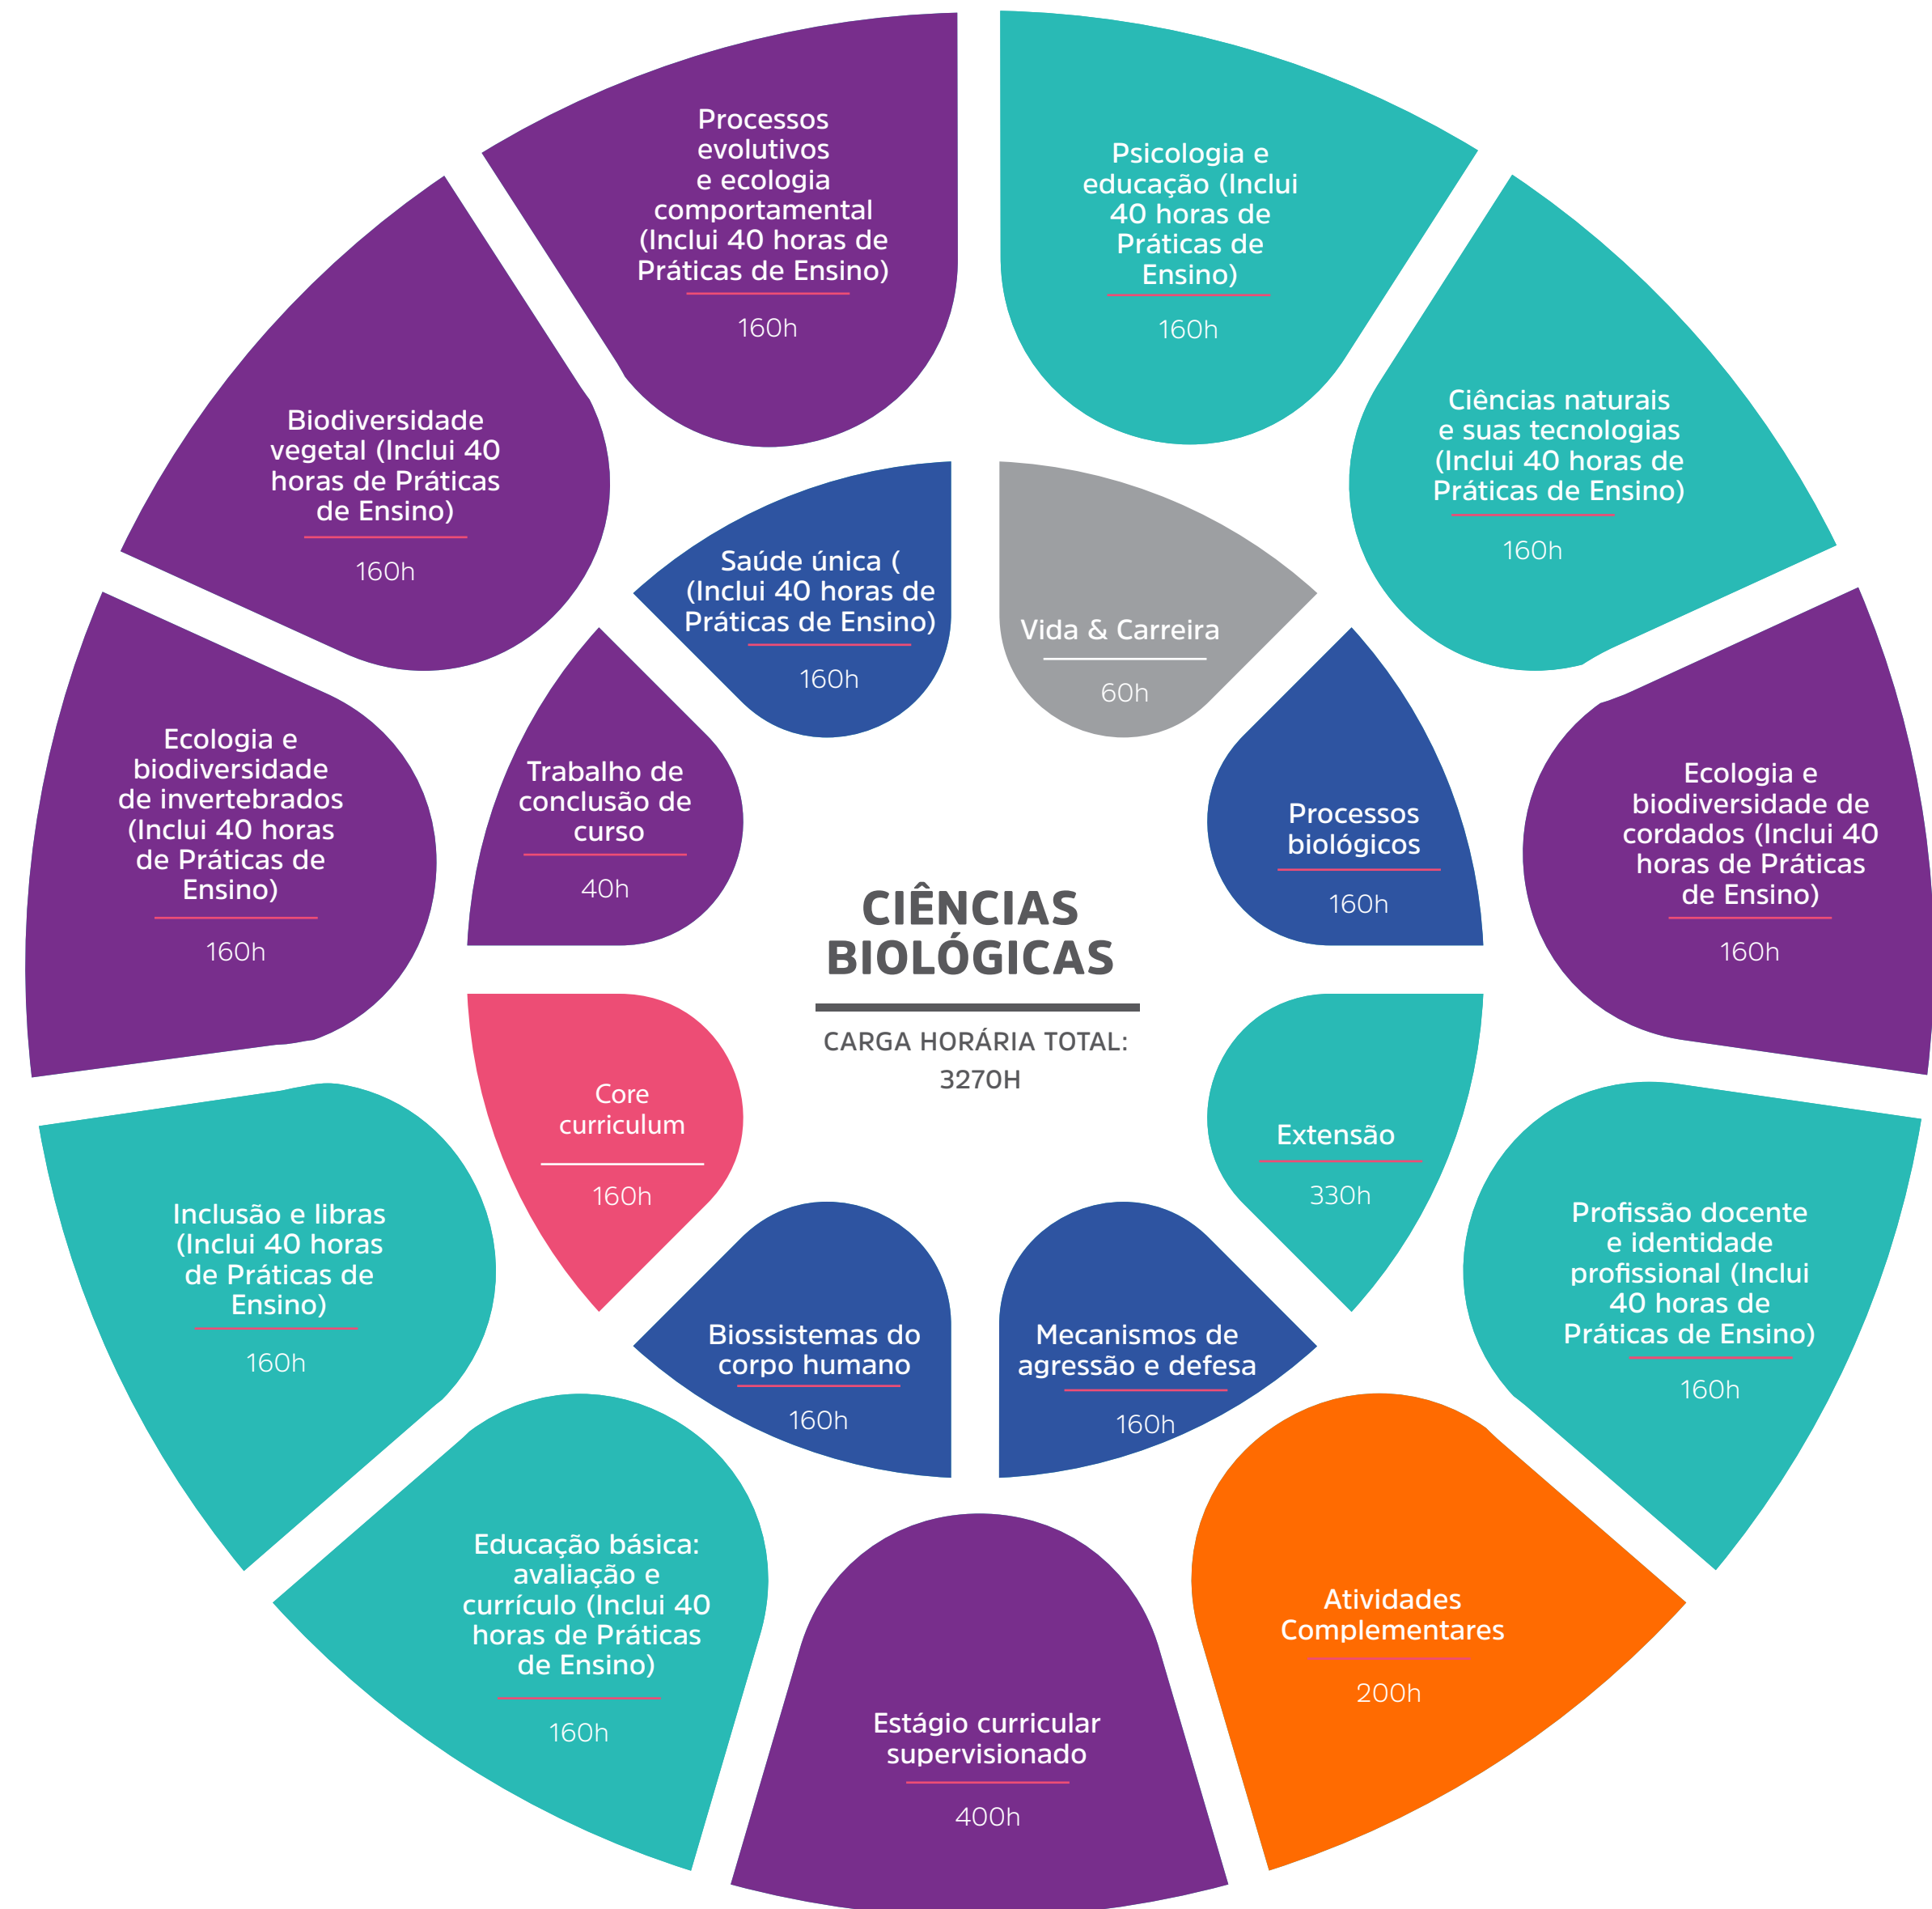 Processos
evolutivos
e ecologia
comportamental
(Inclui 40 horas de
Práticas de Ensino)
160h
Psicologia e
educação (Inclui
40 horas de
Práticas de
Ensino)
160h
Ciências naturais
e suas tecnologias
(Inclui 40 horas de
Práticas de Ensino)
160h
Biodiversidade
vegetal (Inclui 40
horas de Práticas
de Ensino)
160h
Saúde única (
(Inclui 40 horas de
Práticas de Ensino)
160h
Vida & Carreira
60h
Ecologia e
biodiversidade
de invertebrados
(Inclui 40 horas
de Práticas de
Ensino)
160h
Trabalho de
conclusão de
curso
40h
Processos
biológicos
160h
Ecologia e
biodiversidade de
cordados (Inclui 40
horas de Práticas
de Ensino)
160h
CIÊNCIAS
BIOLÓGICAS
CARGA HORÁRIA TOTAL:
3270H
Core
curriculum
160h
Extensão
330h
Inclusão e libras
(Inclui 40 horas
de Práticas de
Ensino)
160h
Profissão docente
e identidade
profissional (Inclui
40 horas de
Práticas de Ensino)
160h
Biossistemas do
corpo humano
160h
Mecanismos de
agressão e defesa
160h
Educação básica:
avaliação e
currículo (Inclui 40
horas de Práticas
de Ensino)
160h
Atividades
Complementares
200h
Estágio curricular
supervisionado
400h